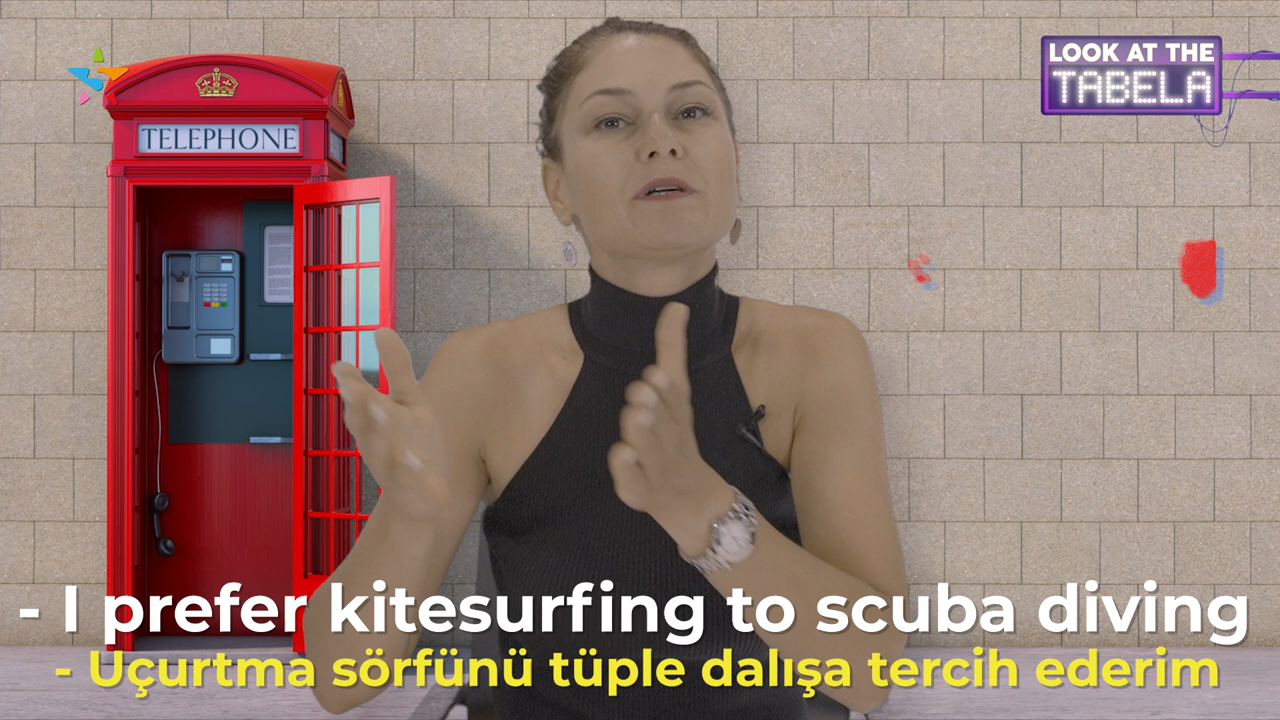 TELEPHONE
LOOK AT THE
TABELA
- I prefer kitesurfing to scuba diving
- Uçurtma sörfünü tüple dalışa tercih ederim